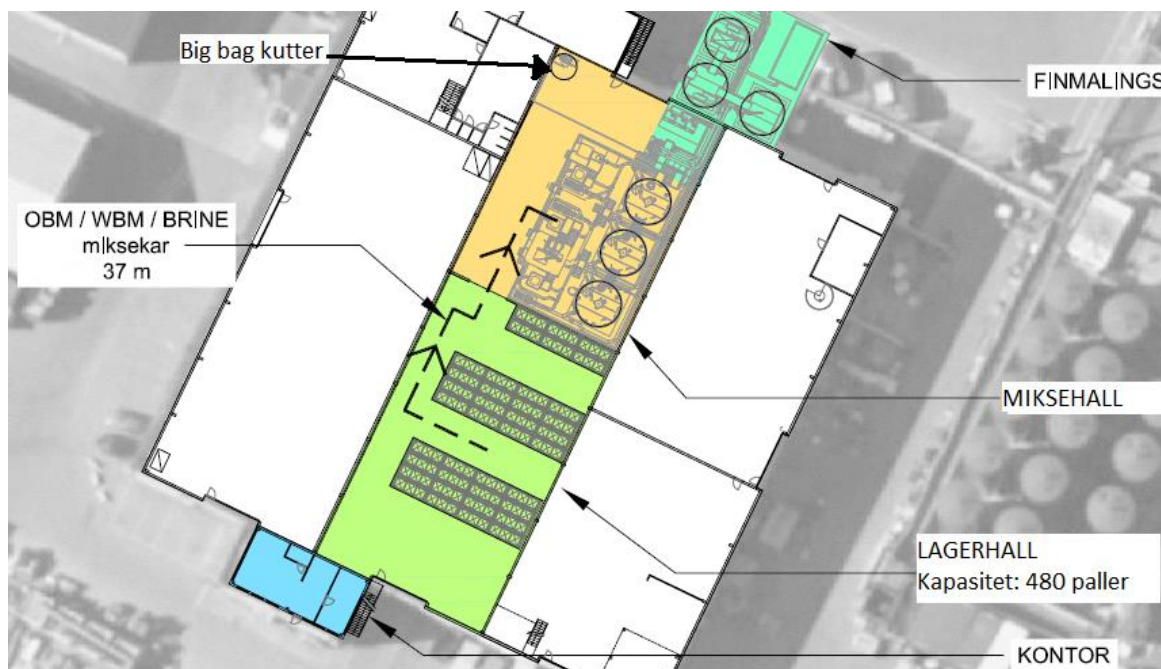 Big bag kutter
FINMALINGS
OBM / WBM / BRINE
miksekar
37 m
MIKSEHALL
LAGERHALL
Kapasitet: 480 paller
KONTOR